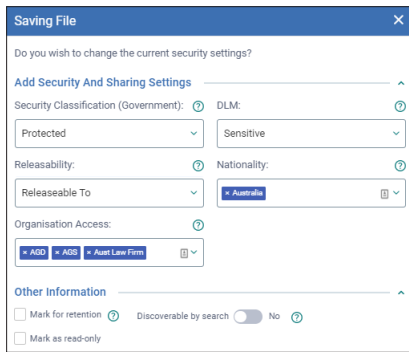 Saving File ×
Do you wish to change the current security settings?
Add Security And Sharing Settings
Security Classification (Government): ? DLM: ?
Protected Sensitive
Releasability: ? Nationality: ?
Releaseable To × Australia
Organisation Access: ?
× AGD × AGS × Aust Law Firm
Other Information
Mark for retention ? Discoverable by search No ?
Mark as read-only